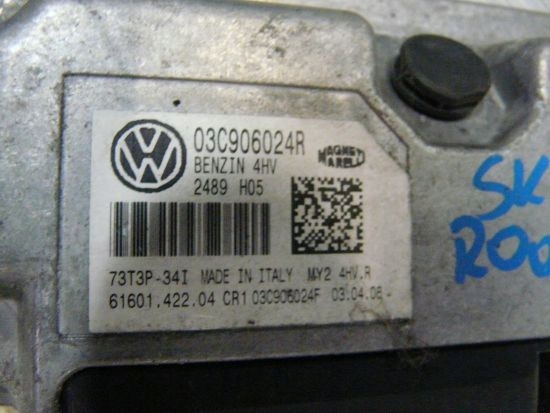 03C906024R
BENZIN 4HV
2489 H05
MAGNETI
MARELLI
VW
73T3P-34I MADE IN ITALY MY2 4HV.R
61601.422.04 CR1 03C906024F 03.04.08-
SK
ROO